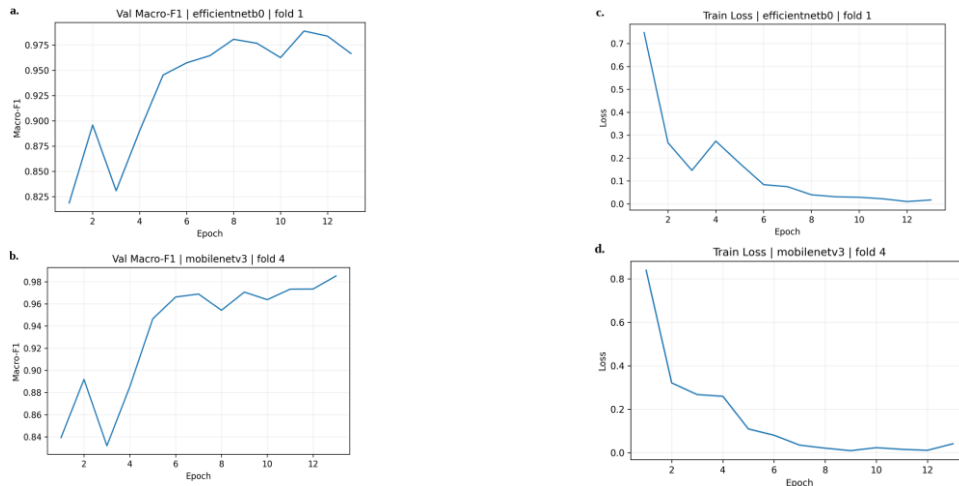 a.
Val Macro-F1 | efficientnetb0 | fold 1
0.975
0.950
0.925
0.900
0.875
0.850
0.825
Macro-F1
2 4 6 8 10 12
Epoch
b.
Val Macro-F1 | mobilenetv3 | fold 4
0.98
0.96
0.94
0.92
0.90
0.88
0.86
0.84
Macro-F1
2 4 6 8 10 12
Epoch
c.
Train Loss | efficientnetb0 | fold 1
0.7
0.6
0.5
0.4
0.3
0.2
0.1
0.0
Loss
2 4 6 8 10 12
Epoch
d.
Train Loss | mobilenetv3 | fold 4
0.8
0.6
0.4
0.2
0.0
Loss
2 4 6 8 10 12
Epoch